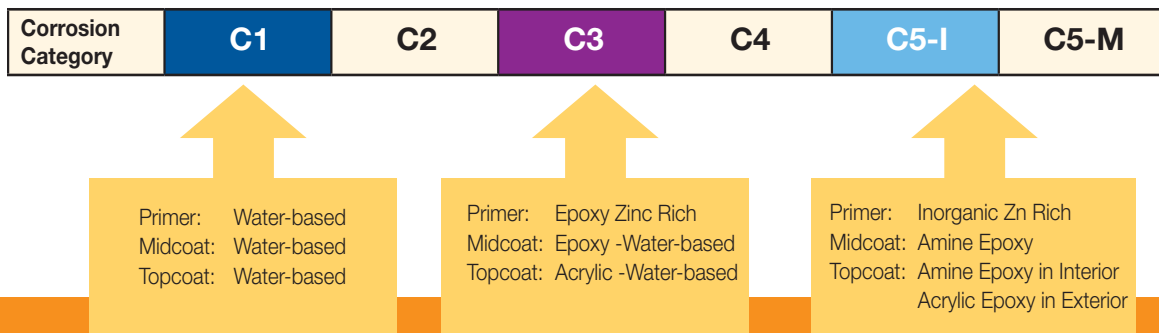 Corrosion
Category
C1
C2
C3
C4
C5-I
C5-M
Primer: Water-based
Midcoat: Water-based
Topcoat: Water-based
Primer: Epoxy Zinc Rich
Midcoat: Epoxy -Water-based
Topcoat: Acrylic -Water-based
Primer: Inorganic Zn Rich
Midcoat: Amine Epoxy
Topcoat: Amine Epoxy in Interior
Acrylic Epoxy in Exterior